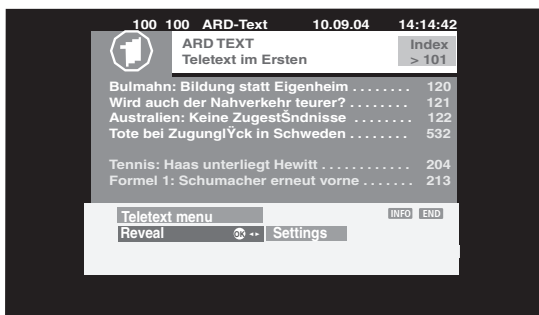 100 100 ARD-Text 10.09.04 14:14:42
1
ARD TEXT Index
Teletext im Ersten > 101
Bulmahn: Bildung statt Eigenheim ........ 120
Wird auch der Nahverkehr teurer? ........ 121
Australien: Keine ZugestŠndnisse ........ 122
Tote bei ZugunglŸck in Schweden ........ 532
Tennis: Haas unterliegt Hewitt ............ 204
Formel 1: Schumacher erneut vorne ....... 213
Teletext menu INFO END
Reveal OK Settings